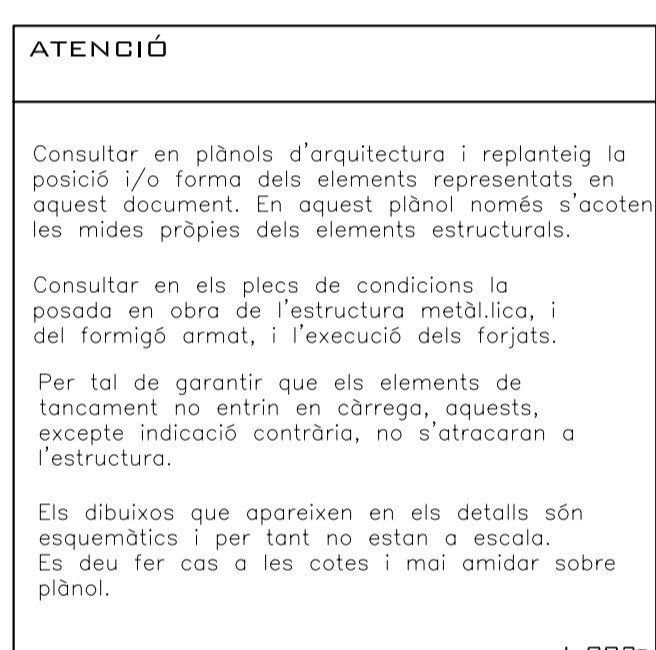 ATENCIÓ
Consultar en plànols d'arquitectura i replanteig la
posició i/o forma dels elements representats en
aquest document. En aquest plànol només s'acoten
les mides pròpies dels elements estructurals.
Consultar en els plecs de condicions la
posada en obra de l'estructura metàl.lica, i
del formigó armat, i l'execució dels forjats.
Per tal de garantir que els elements de
tancament no entrin en càrrega, aquests,
excepte indicació contrària, no s'atracaran a
l'estructura.
Els dibuixos que apareixen en els detalls són
esquemàtics i per tant no estan a escala.
Es deu fer cas a les cotes i mai amidar sobre
plànol.